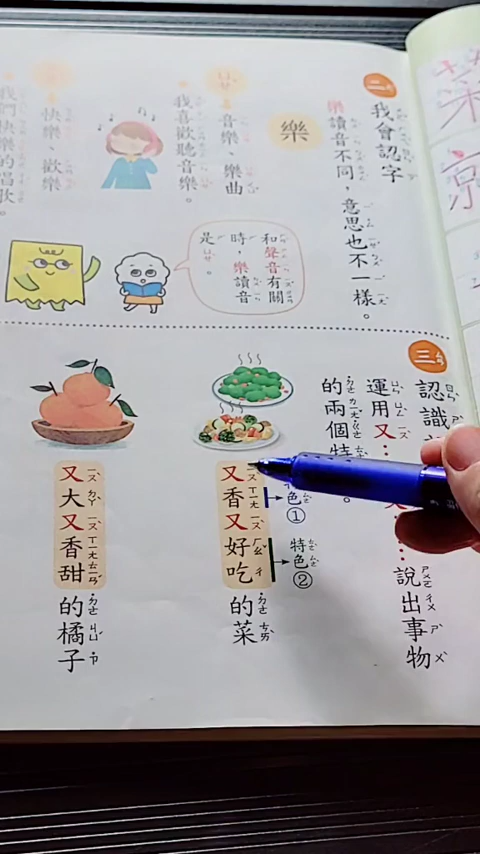 二
我會認字
樂讀音不同，意思也不一樣。
樂
ㄩㄝˋ
音樂、樂曲
我喜歡聽音樂。
快樂、歡樂
我們快樂的唱歌。
和聲音有關
時，樂讀音
是ㄩㄝˋ。
三
認識
運用又……
的兩個特
說出事物
又香又好吃的菜
色①
特色②
又大又香甜的橘子